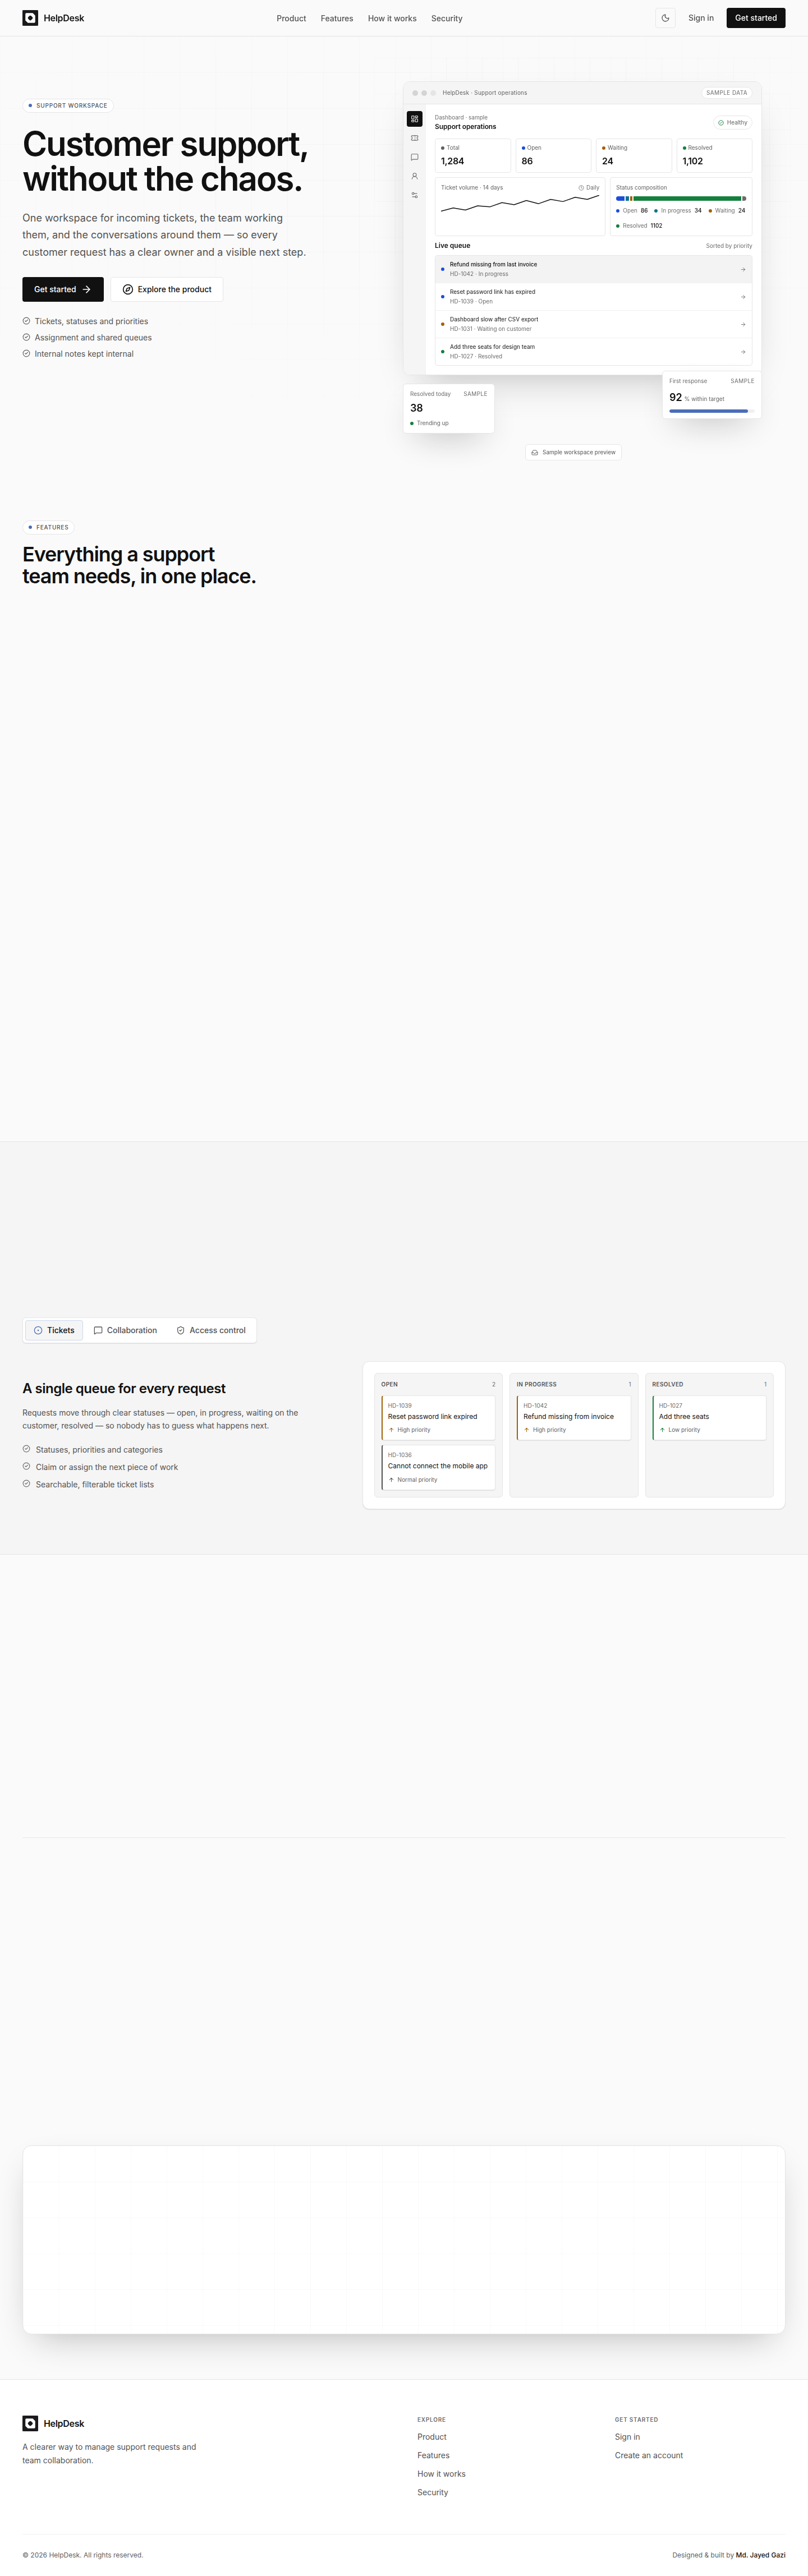 HelpDesk
Product
Features
How it works
Security
Sign in
Get started
SUPPORT WORKSPACE
Customer support,
without the chaos.
One workspace for incoming tickets, the team working
them, and the conversations around them — so every
customer request has a clear owner and a visible next step.
Get started
Explore the product
Tickets, statuses and priorities
Assignment and shared queues
Internal notes kept internal
HelpDesk · Support operations
SAMPLE DATA
Dashboard · sample
Support operations
Healthy
Total
1,284
Open
86
Waiting
24
Resolved
1,102
Ticket volume · 14 days
Daily
Status composition
Open 86
In progress 34
Waiting 24
Resolved 1102
Live queue
Sorted by priority
Refund missing from last invoice
HD-1042 · In progress
Reset password link has expired
HD-1039 · Open
Dashboard slow after CSV export
HD-1031 · Waiting on customer
Add three seats for design team
HD-1027 · Resolved
Resolved today
SAMPLE
38
Trending up
First response
SAMPLE
92 % within target
Sample workspace preview
FEATURES
Everything a support
team needs, in one place.
Tickets
Collaboration
Access control
A single queue for every request
Requests move through clear statuses — open, in progress, waiting on the
customer, resolved — so nobody has to guess what happens next.
Statuses, priorities and categories
Claim or assign the next piece of work
Searchable, filterable ticket lists
OPEN
2
HD-1039
Reset password link expired
High priority
HD-1036
Cannot connect the mobile app
Normal priority
IN PROGRESS
1
HD-1042
Refund missing from invoice
High priority
RESOLVED
1
HD-1027
Add three seats
Low priority
HelpDesk
A clearer way to manage support requests and
team collaboration.
EXPLORE
Product
Features
How it works
Security
GET STARTED
Sign in
Create an account
© 2026 HelpDesk. All rights reserved.
Designed & built by Md. Jayed Gazi